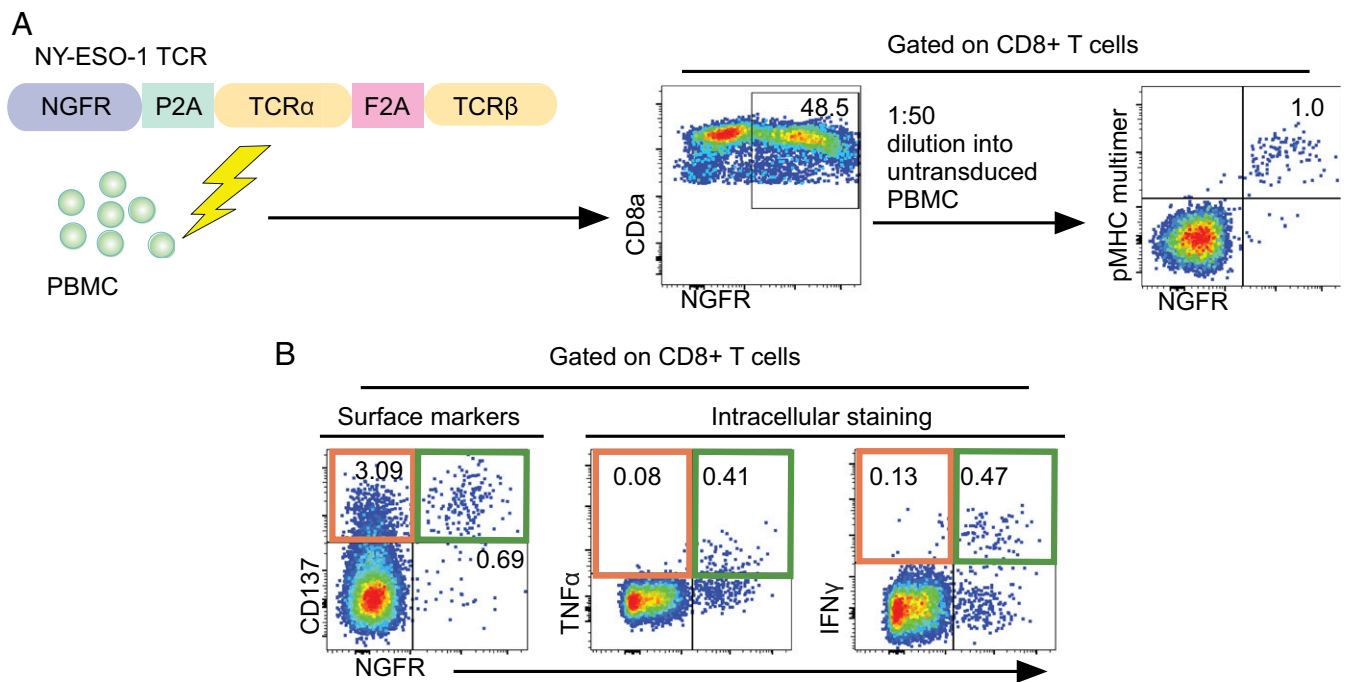 A
NY-ESO-1 TCR
NGFR P2A TCRα F2A TCRβ
PBMC
Gated on CD8+ T cells
48.5
CD8a
NGFR
1:50
dilution into
untransduced
PBMC
1.0
pMHC multimer
NGFR
B
Gated on CD8+ T cells
Surface markers
Intracellular staining
3.09
0.69
CD137
NGFR
0.08
0.41
TNFα
0.13
0.47
IFNγ